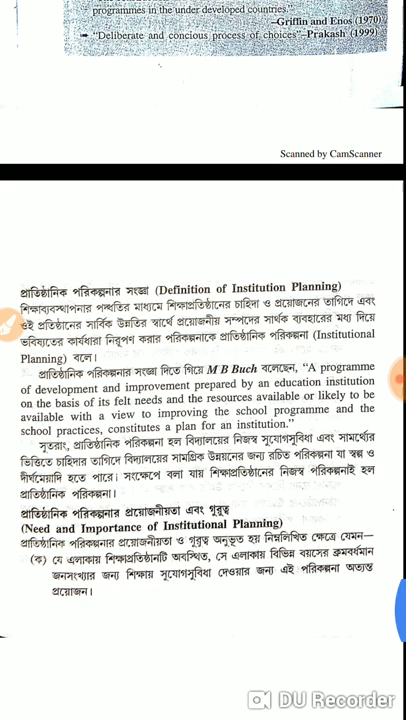 programmes in the under developed countries."
–Griffin and Enos (1970)
➡ "Deliberate and concious process of choices"–Prakash (1999)
Scanned by CamScanner
প্রাতিষ্ঠানিক পরিকল্পনার সংজ্ঞা (Definition of Institution Planning)
শিক্ষাব্যবস্থাপনার পদ্ধতির মাধ্যমে শিক্ষাপ্রতিষ্ঠানের চাহিদা ও প্রয়োজনের তাগিদে এবং
ওই প্রতিষ্ঠানের সার্বিক উন্নতির স্বার্থে প্রয়োজনীয় সম্পদের সার্থক ব্যবহারের মধ্য দিয়ে
ভবিষ্যতের কার্যধারা নিরূপণ করার পরিকল্পনাকে প্রাতিষ্ঠানিক পরিকল্পনা (Institutional
Planning) বলে।
প্রাতিষ্ঠানিক পরিকল্পনার সংজ্ঞা দিতে গিয়ে M B Buch বলেছেন, "A programme
of development and improvement prepared by an education institution
on the basis of its felt needs and the resources available or likely to be
available with a view to improving the school programme and the
school practices, constitutes a plan for an institution."
সুতরাং, প্রাতিষ্ঠানিক পরিকল্পনা হল বিদ্যালয়ের নিজস্ব সুযোগসুবিধা এবং সামর্থ্যের
ভিত্তিতে চাহিদার তাগিদে বিদ্যালয়ের সামগ্রিক উন্নয়নের জন্য রচিত পরিকল্পনা যা স্বল্প ও
দীর্ঘমেয়াদি হতে পারে। সংক্ষেপে বলা যায় শিক্ষাপ্রতিষ্ঠানের নিজস্ব পরিকল্পনাই হল
প্রাতিষ্ঠানিক পরিকল্পনা।
প্রাতিষ্ঠানিক পরিকল্পনার প্রয়োজনীয়তা এবং গুরুত্ব
(Need and Importance of Institutional Planning)
প্রাতিষ্ঠানিক পরিকল্পনার প্রয়োজনীয়তা ও গুরুত্ব অনুভূত হয় নিম্নলিখিত ক্ষেত্রে যেমন—
(ক) যে এলাকায় শিক্ষাপ্রতিষ্ঠানটি অবস্থিত, সে এলাকায় বিভিন্ন বয়সের ক্রমবর্ধমান
জনসংখ্যার জন্য শিক্ষায় সুযোগসুবিধা দেওয়ার জন্য এই পরিকল্পনা অত্যন্ত
প্রয়োজন।
DU Recorder